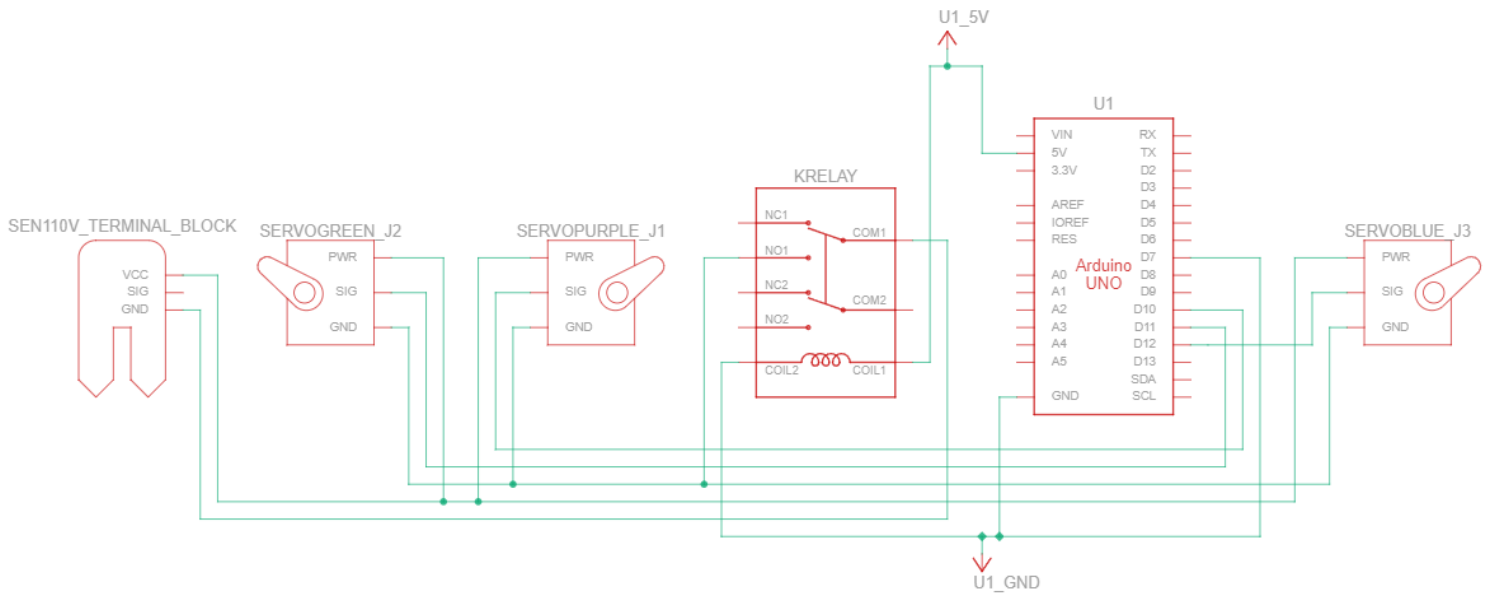 U1_5V
U1
VIN
5V
3.3V
AREF
IOREF
RES
A0
A1
A2
A3
A4
A5
GND
RX
TX
D2
D3
D4
D5
D6
D7
D8
D9
D10
D11
D12
D13
SDA
SCL
Arduino
UNO
KRELAY
NC1
NO1
NC2
NO2
COIL2
COM1
COM2
COIL1
SEN110V_TERMINAL_BLOCK
VCC
SIG
GND
SERVOGREEN_J2
PWR
SIG
GND
SERVOPURPLE_J1
PWR
SIG
GND
SERVOBLUE_J3
PWR
SIG
GND
U1_GND